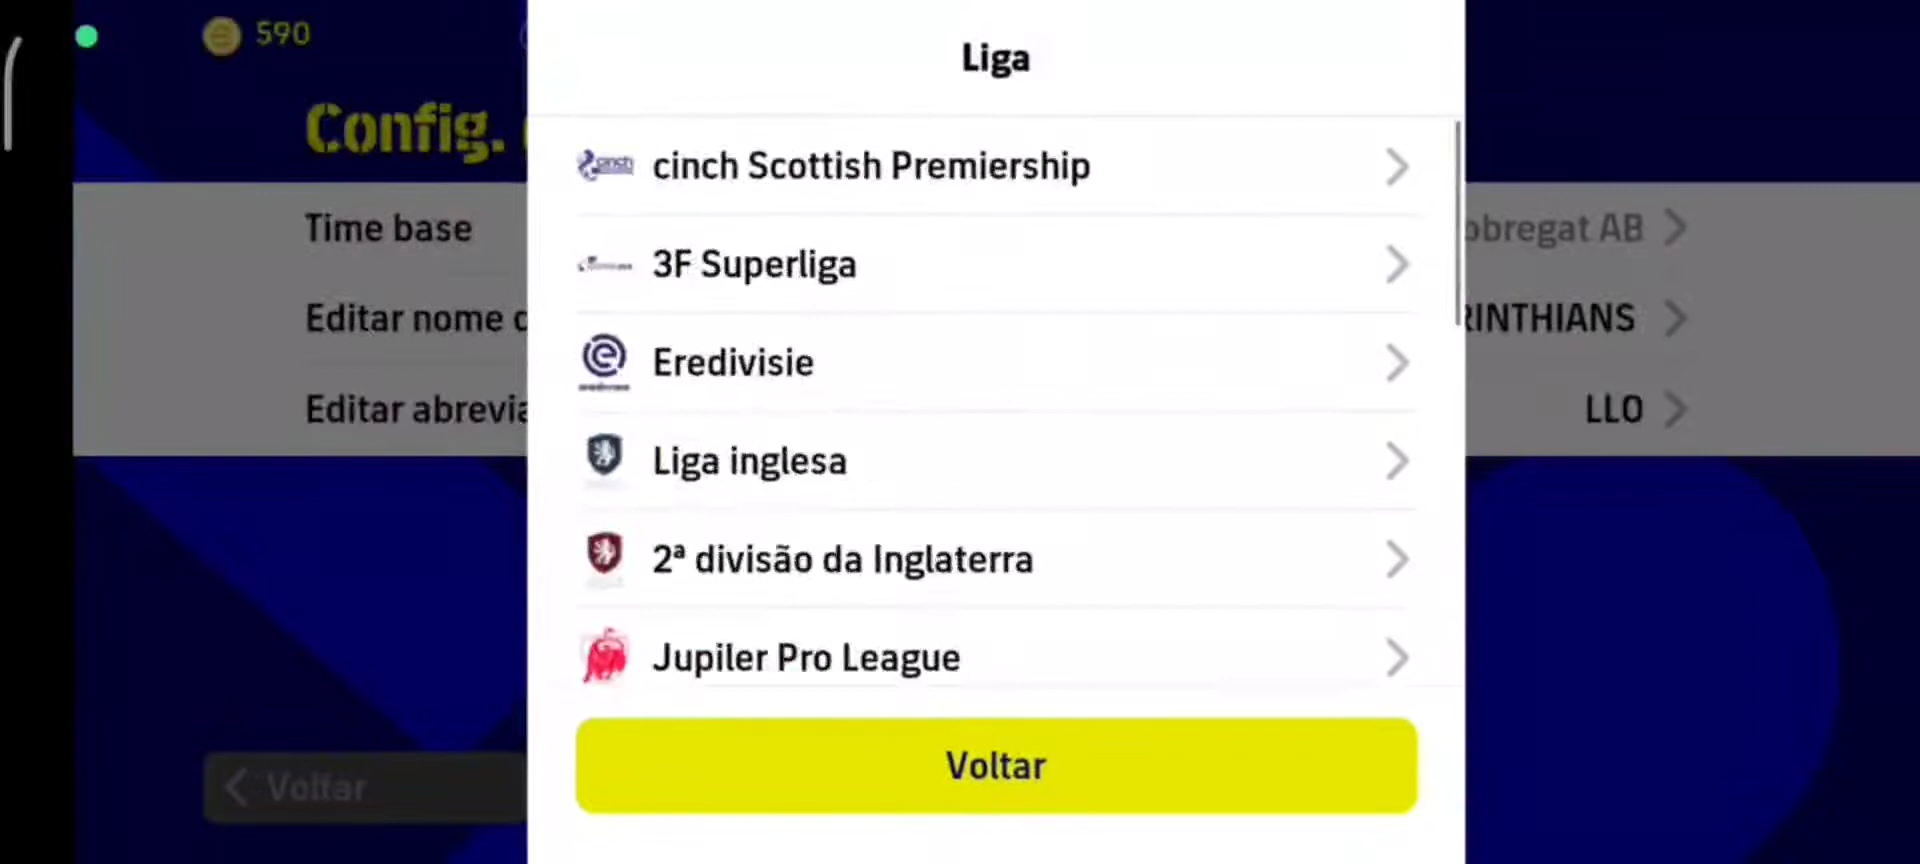 590
Liga
Config.
cinch Scottish Premiership
Time base
obregat AB
3F Superliga
Editar nome
RINTHIANS
Eredivisie
Editar abrevia
LLO
Liga inglesa
2ª divisão da Inglaterra
Jupiler Pro League
Voltar
Voltar